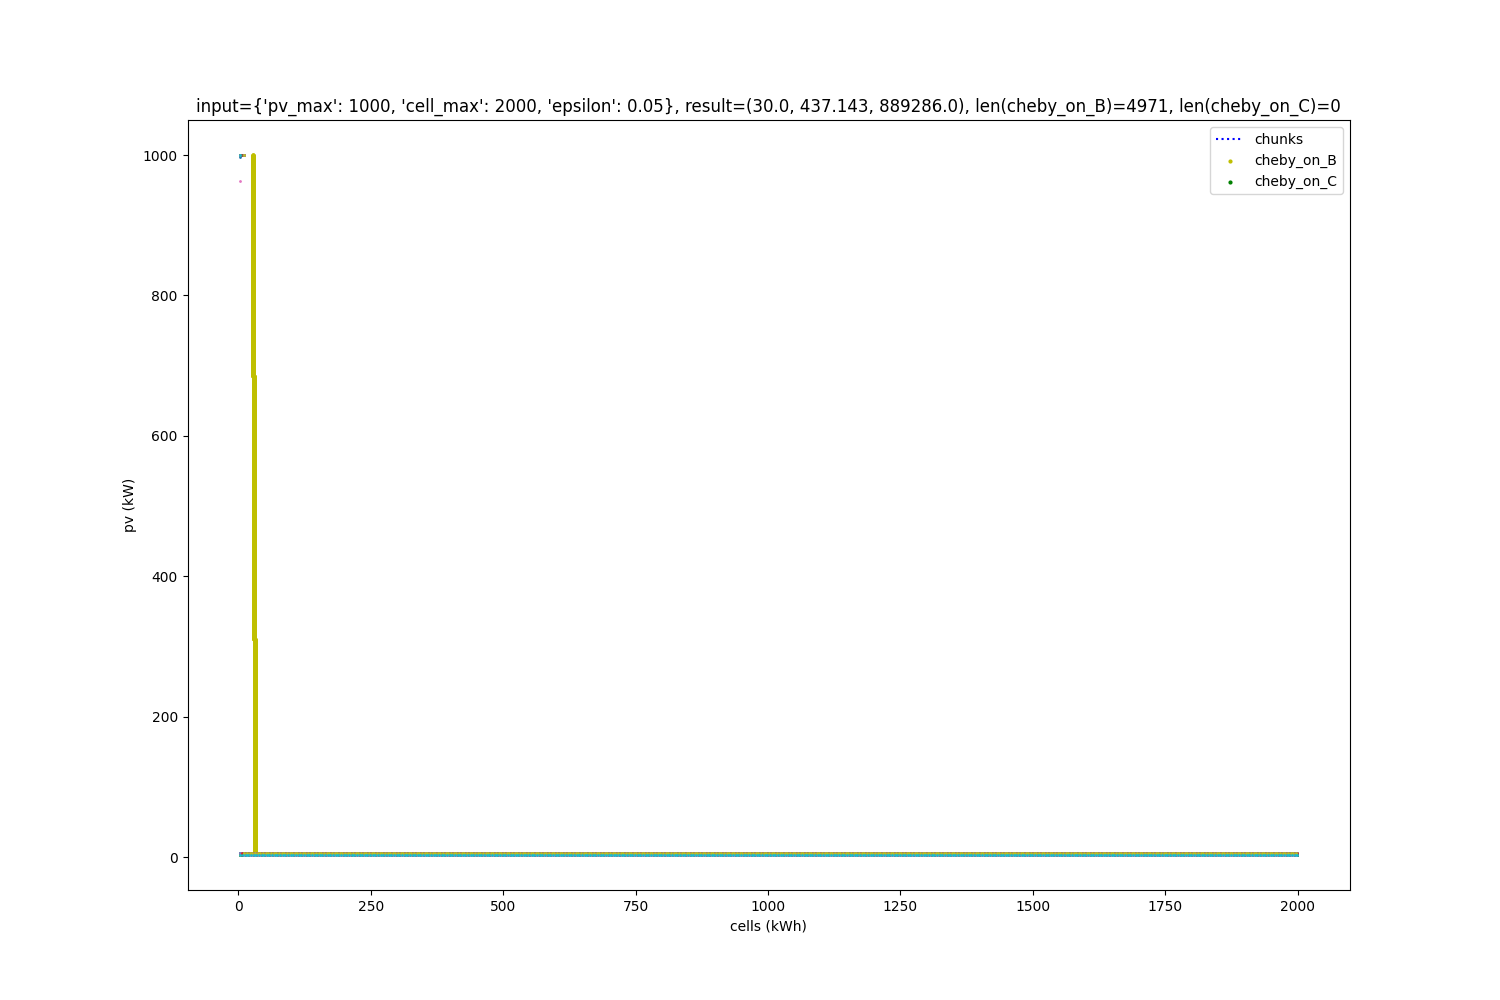 input={'pv_max': 1000, 'cell_max': 2000, 'epsilon': 0.05}, result=(30.0, 437.143, 889286.0), len(cheby_on_B)=4971, len(cheby_on_C)=0
chunks
cheby_on_B
cheby_on_C
1000
800
600
400
200
0
pv (kW)
0 250 500 750 1000 1250 1500 1750 2000
cells (kWh)